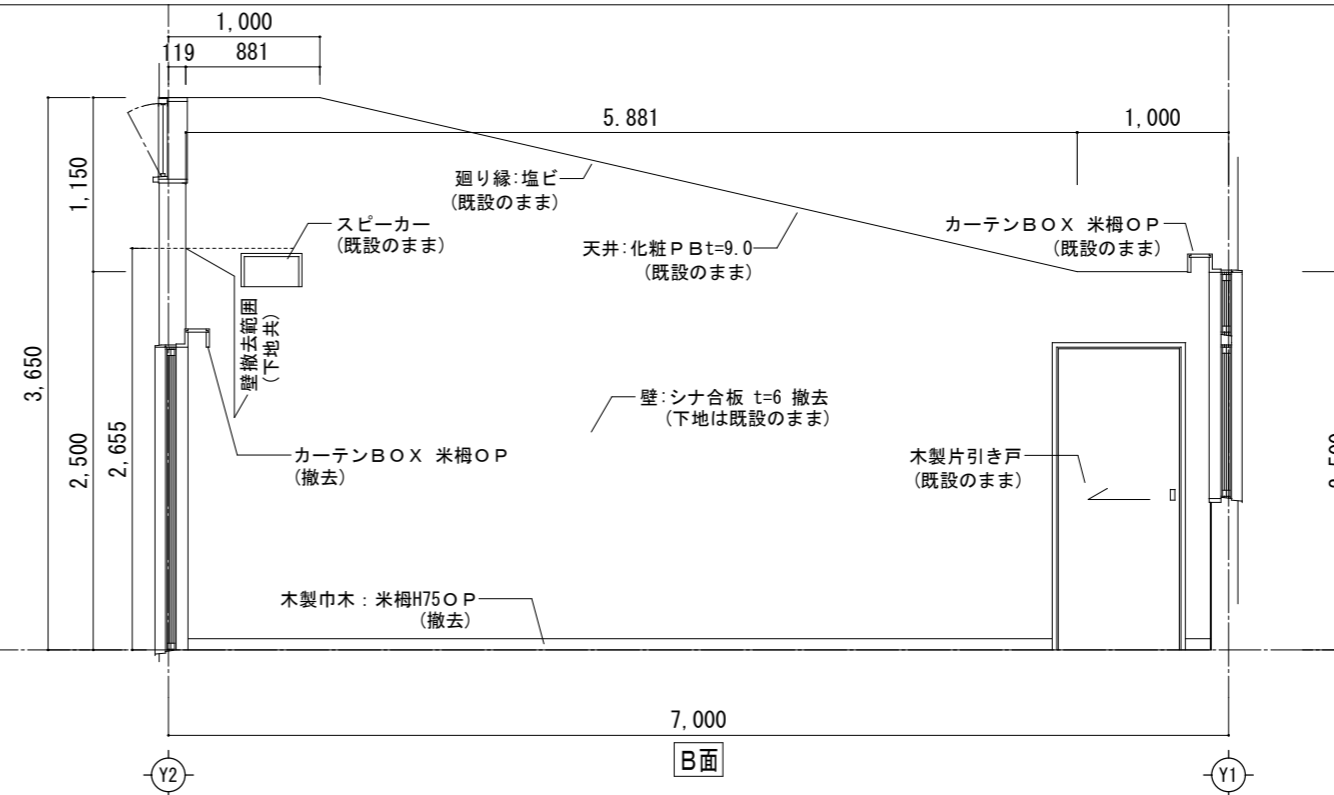 1,000
119 881
5.881 1,000
1,150
廻り縁:塩ビ
(既設のまま)
スピーカー
(既設のまま)
天井:化粧ＰＢt=9.0
(既設のまま)
カーテンＢＯＸ 米栂ＯＰ
(既設のまま)
壁撤去範囲
(下地共)
3,650
2,500
2,655
壁:シナ合板 t=6 撤去
(下地は既設のまま)
カーテンＢＯＸ 米栂ＯＰ
(撤去)
木製片引き戸
(既設のまま)
木製巾木：米栂H75ＯＰ
(撤去)
7,000
B面
Y2
Y1